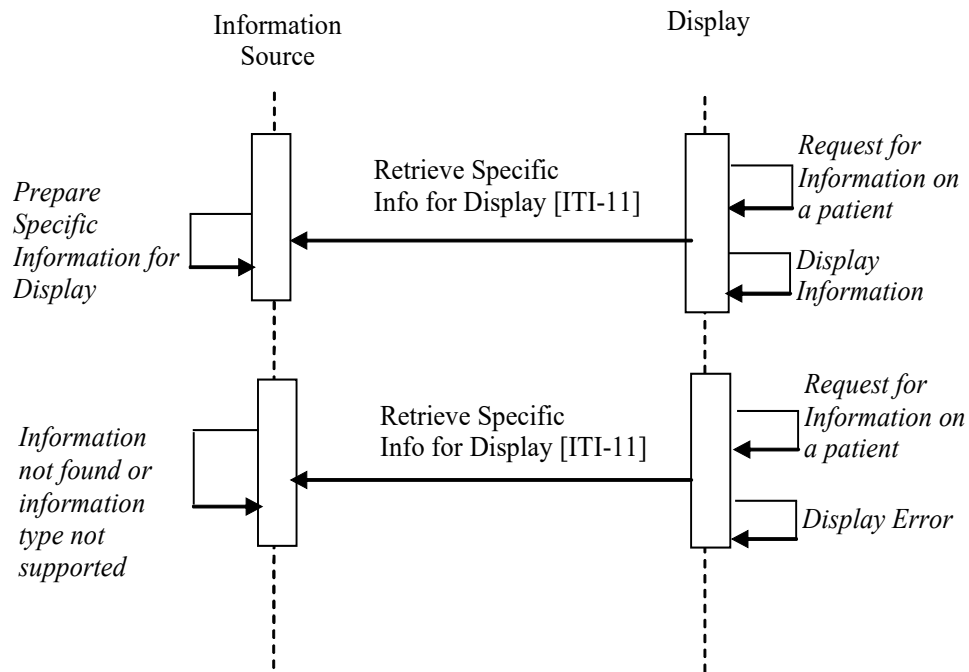 Information
Source
Display
Prepare
Specific
Information for
Display
Retrieve Specific
Info for Display [ITI-11]
Request for
Information on
a patient
Display
Information
Information
not found or
information
type not
supported
Retrieve Specific
Info for Display [ITI-11]
Request for
Information on
a patient
Display Error